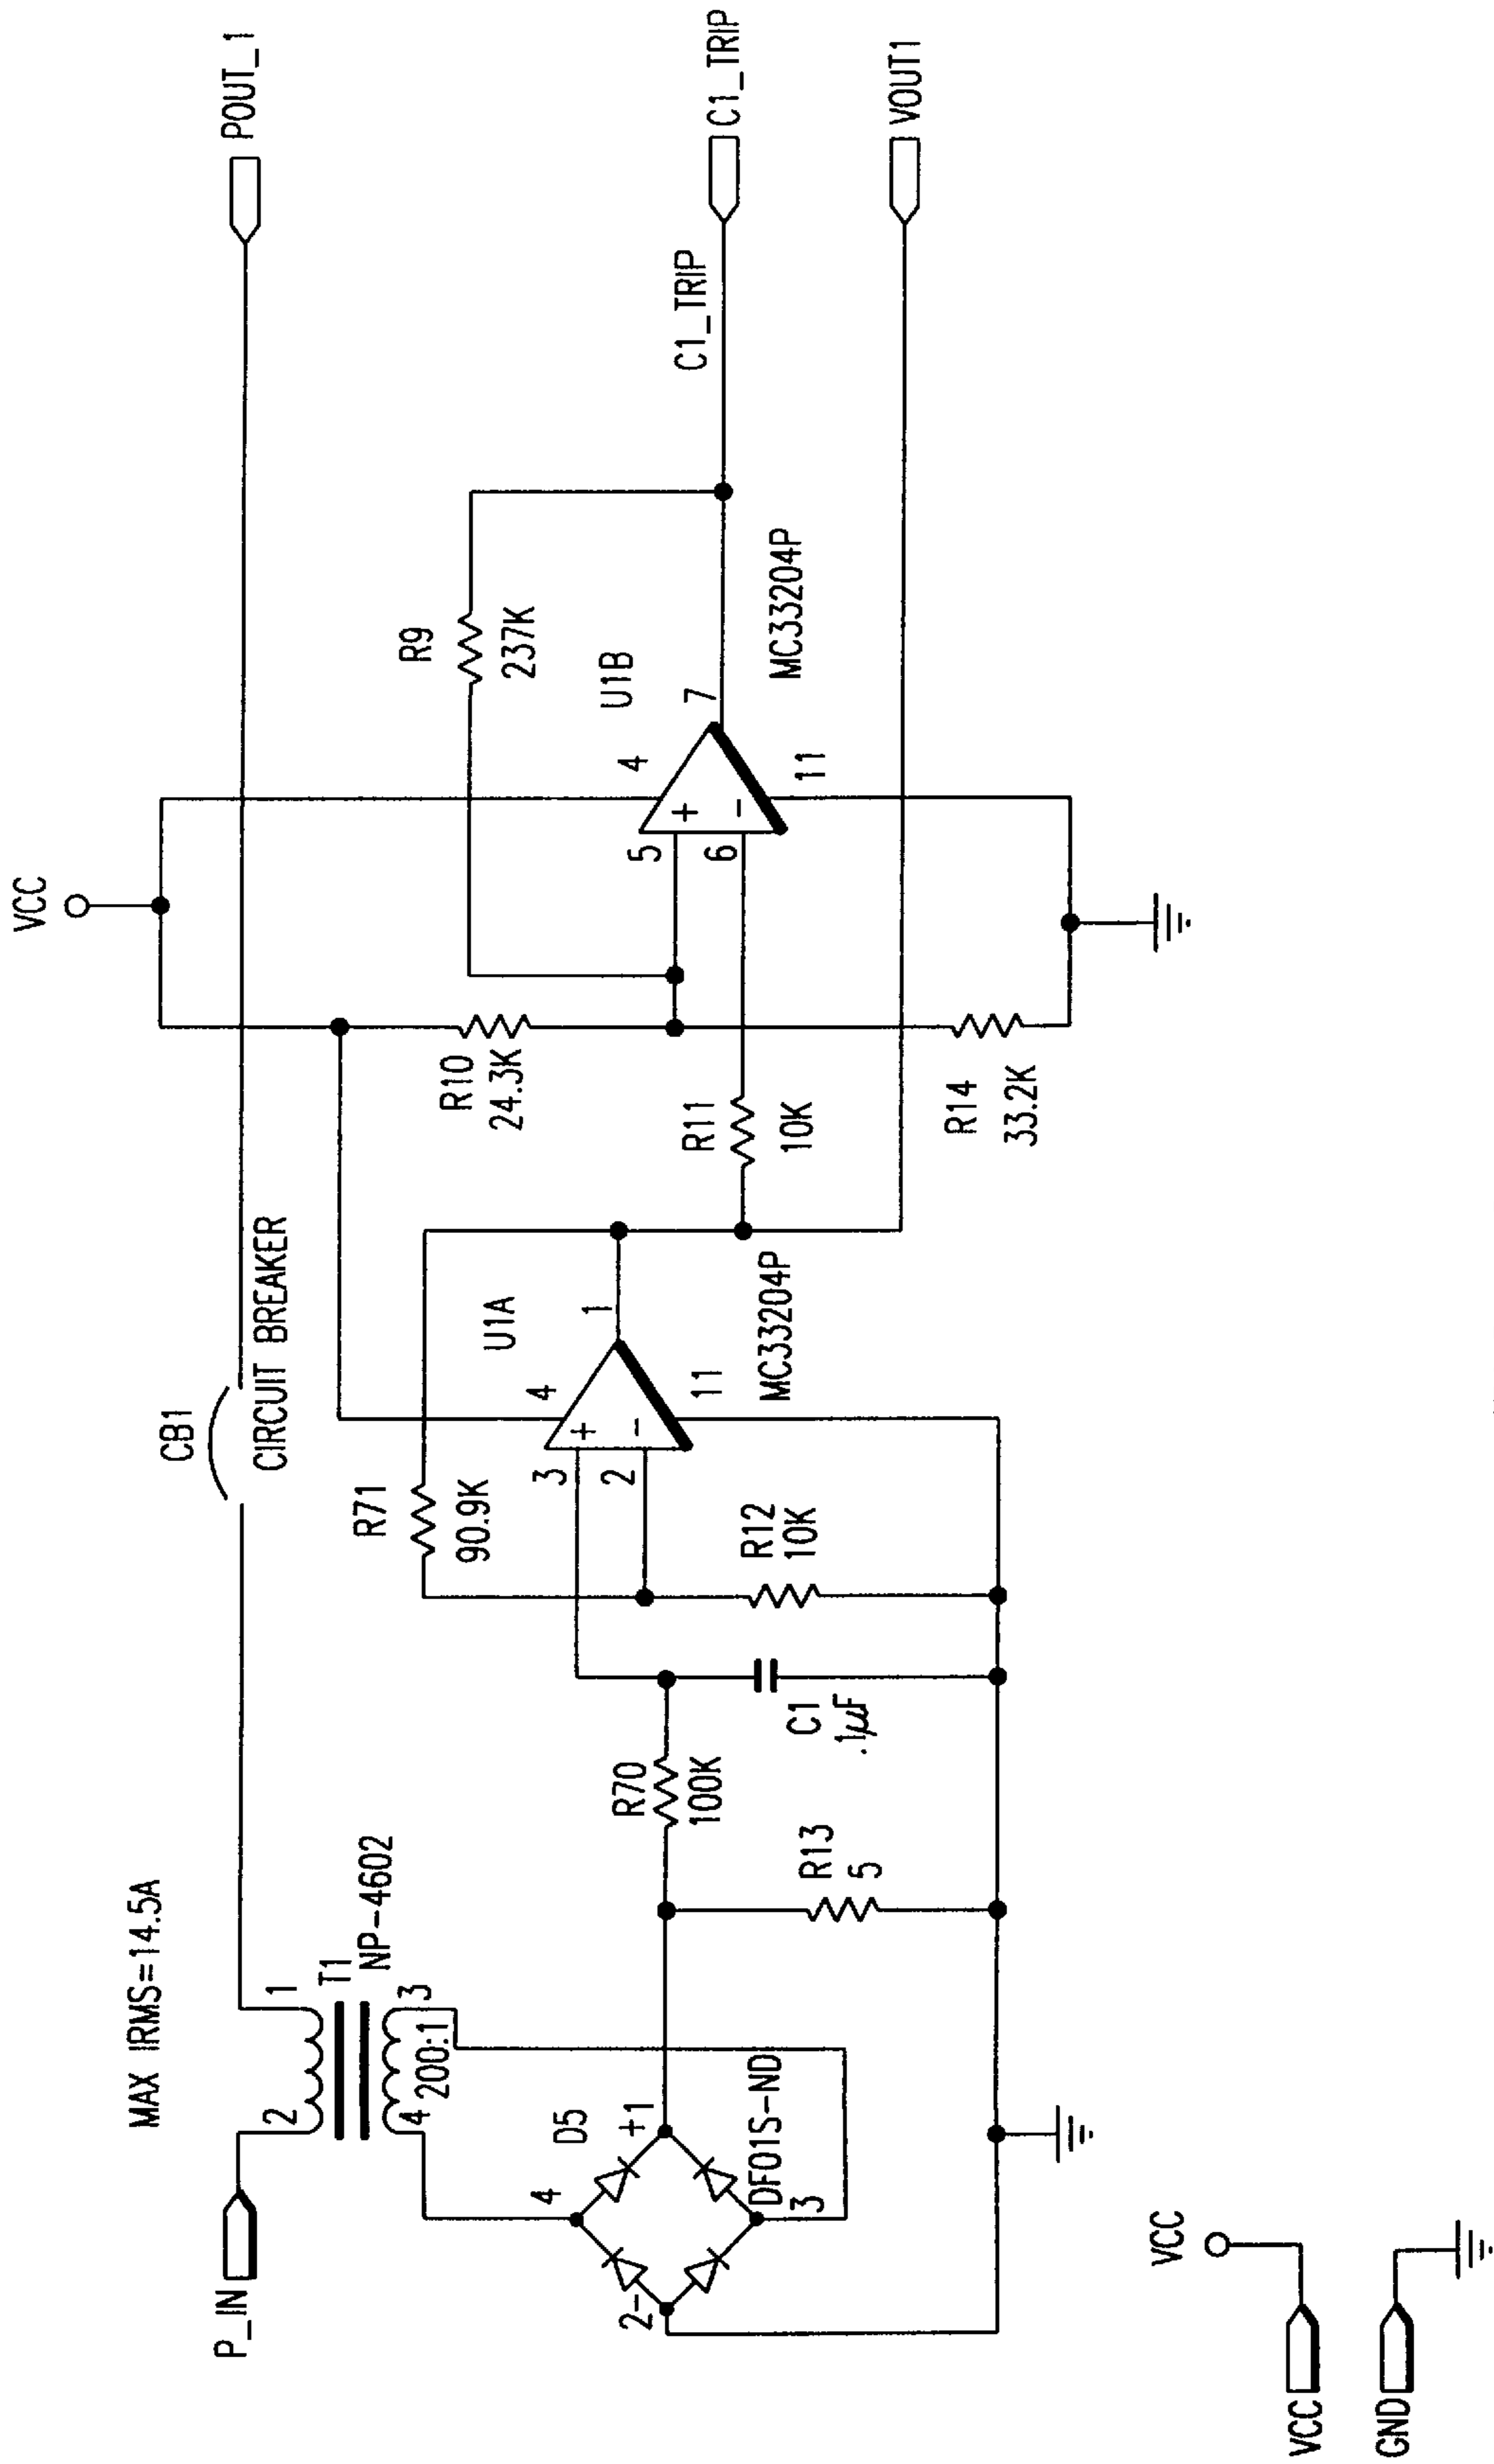 MAX IRMS=14.5A
P_IN
2
1
T1
NP-4602
4
3
200:1
D5
4
+1
2-
3
DF01S-ND
R13
5
R70
100K
C1
.1µF
R12
10K
R71
90.9K
CB1
CIRCUIT BREAKER
U1A
3
2
4
1
11
MC33204P
VCC
R10
24.3K
R11
10K
R14
33.2K
R9
237K
U1B
5
6
4
7
11
MC33204P
C1_TRIP
POUT_1
C1_TRIP
VOUT1
VCC
VCC
GND